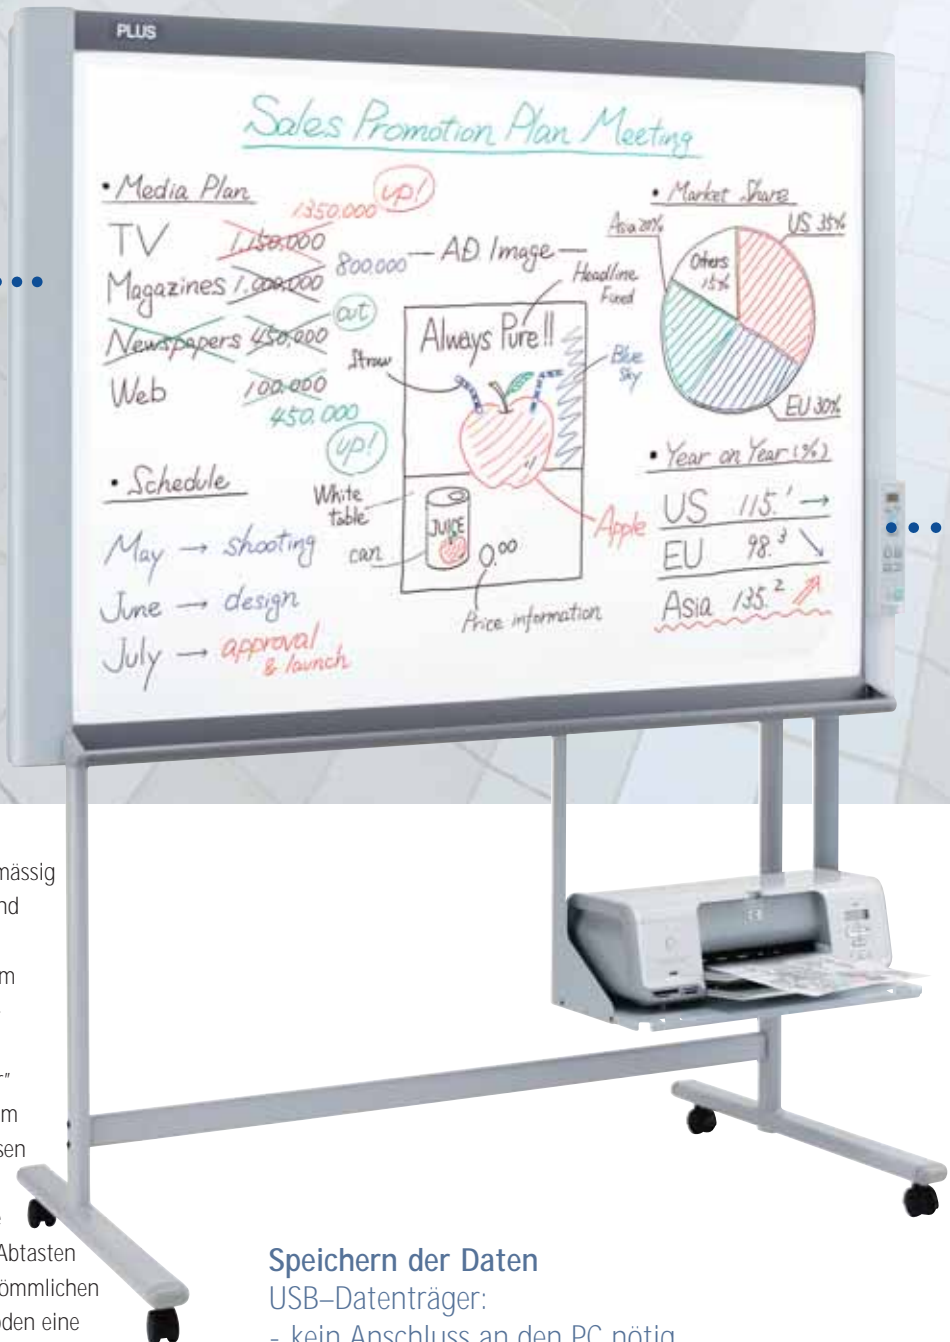 PLUS
Sales Promotion Plan Meeting
• Media Plan
1350.000 up!
TV 1.150.000
Magazines 1.000.000 800.000
Newspapers 450,000 cut
Web 100.000
450.000
up!
• Schedule
May → shooting
June → design
July → approval
& launch
— AD Image —
Headline
Fixed
Always Pure!!
Straw
Blue
Sky
White
table
can
JUICE
0.00
Apple
Price information
• Market Share
Asia 20%
US 35%
Others
15%
EU 30%
• Year on Year (%)
US 115.1 →
EU 98.3 ↘
Asia 135.2 ↗
mässig
nd
m
r"
m
sen
e
Abtasten
ömmlichen
oden eine
Speichern der Daten
USB–Datenträger:
- kein Anschluss an den PC nötig